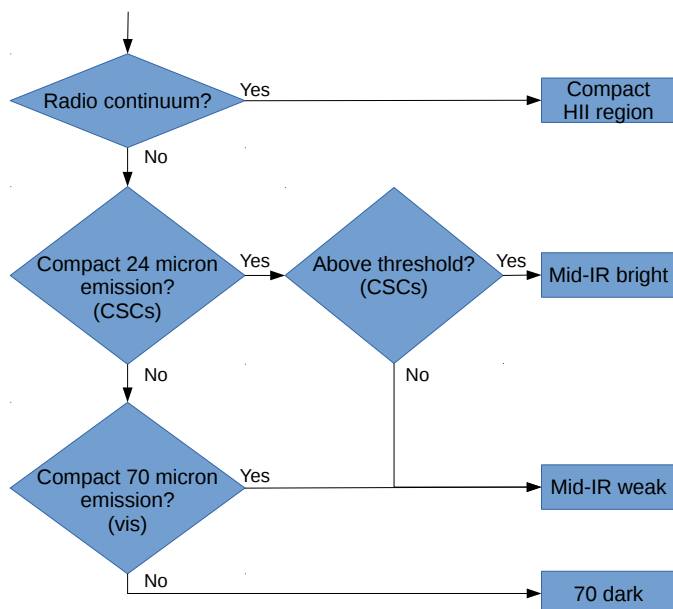 Radio continuum?
Yes
Compact
HII region
No
Compact 24 micron
emission?
(CSCs)
Yes
Above threshold?
(CSCs)
Yes
Mid-IR bright
No
No
Compact 70 micron
emission?
(vis)
Yes
Mid-IR weak
No
70 dark